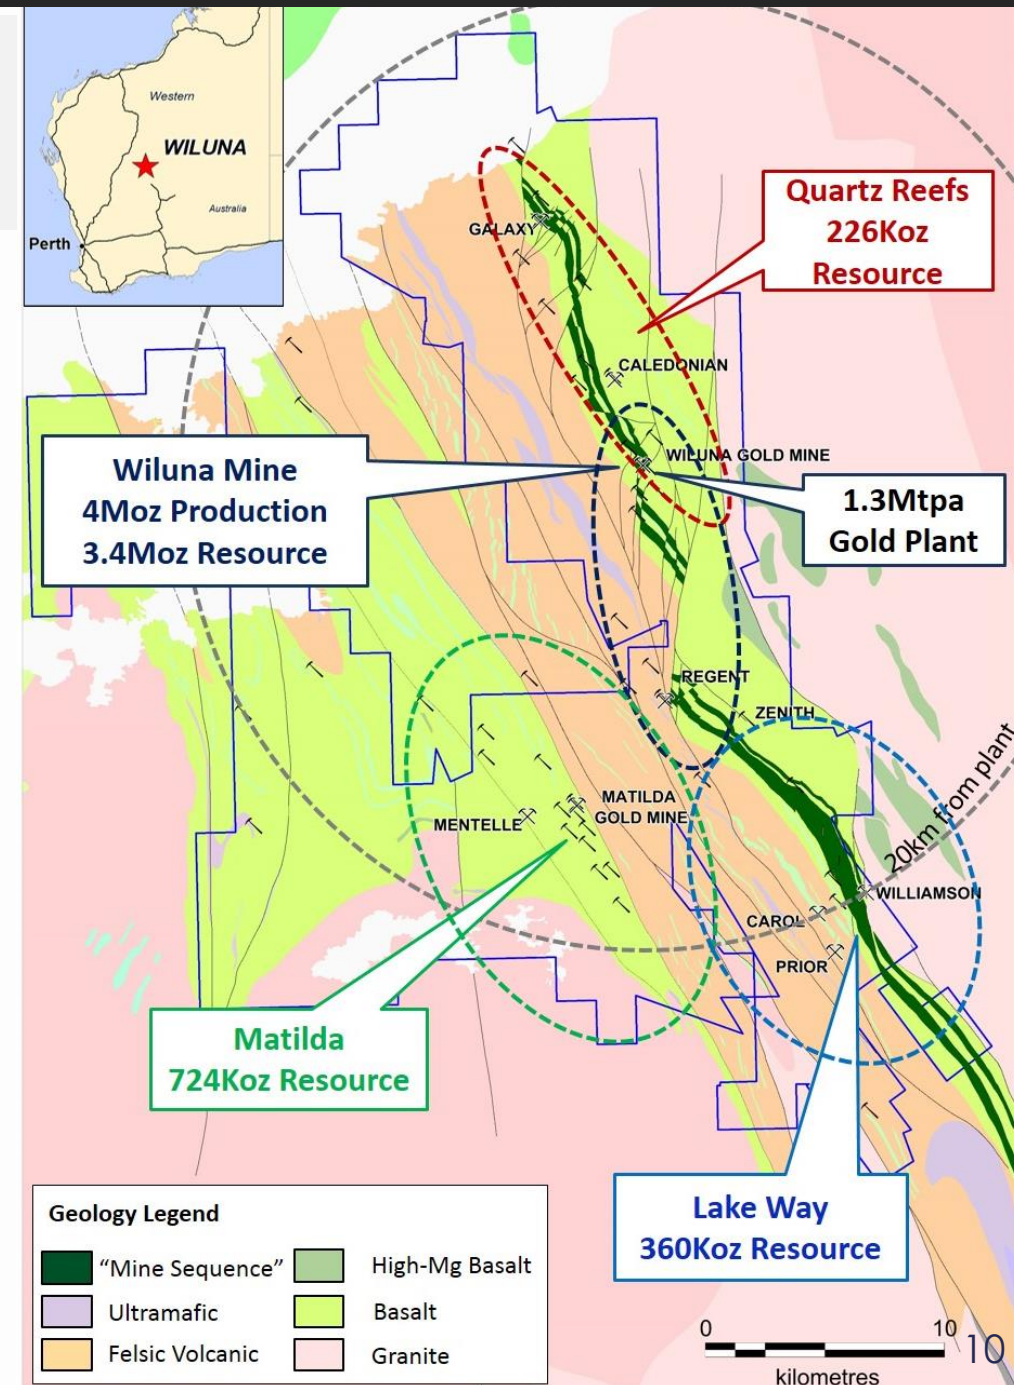 Western
WILUNA
Australia
Perth
GALAXY
Quartz Reefs
226Koz
Resource
CALEDONIAN
WILUNA GOLD MINE
Wiluna Mine
4Moz Production
3.4Moz Resource
1.3Mtpa
Gold Plant
REGENT
ZENITH
MATILDA
GOLD MINE
MENTELLE
20km from plant
WILLIAMSON
CAROL
PRIOR
Matilda
724Koz Resource
Lake Way
360Koz Resource
Geology Legend
“Mine Sequence”
High-Mg Basalt
Ultramafic
Basalt
Felsic Volcanic
Granite
0
10
kilometres
10